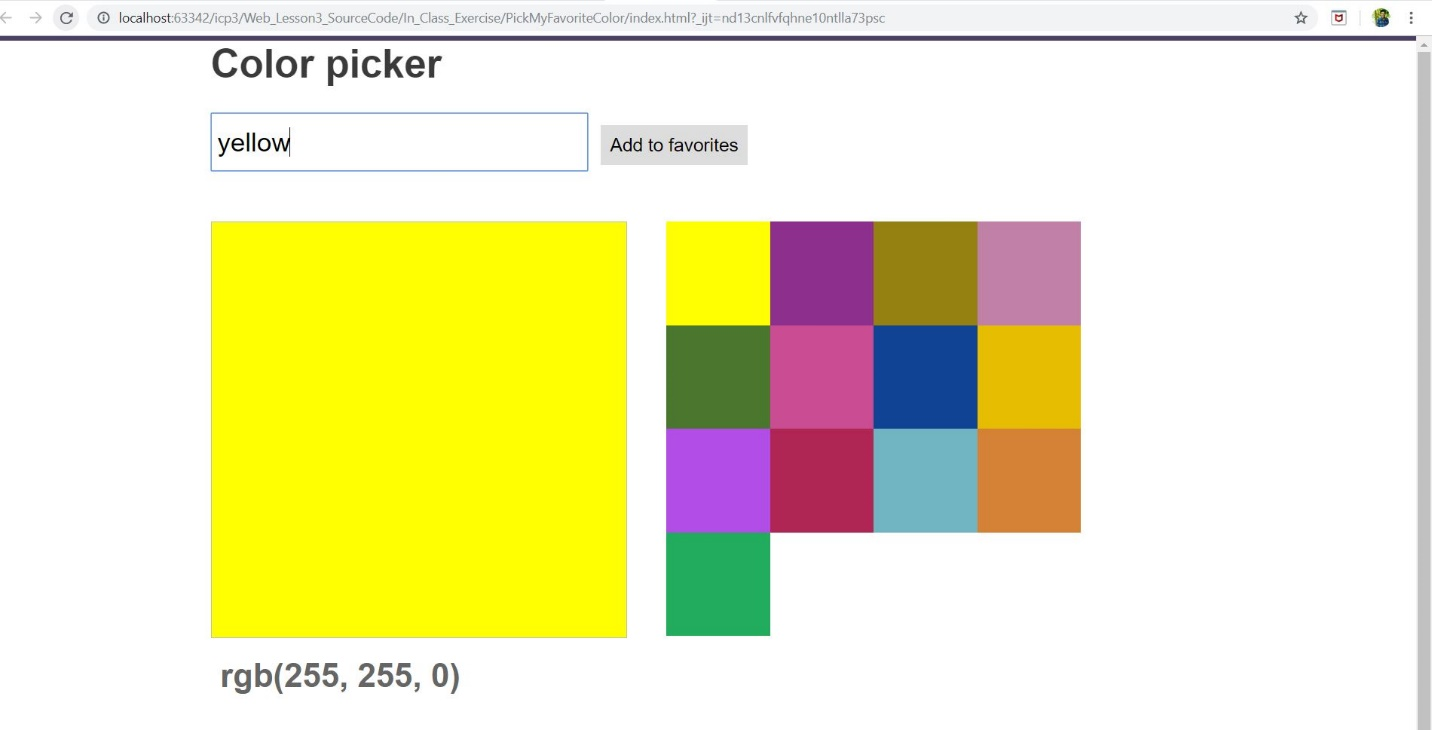 localhost:63342/icp3/Web_Lesson3_SourceCode/In_Class_Exercise/PickMyFavoriteColor/index.html?_ijt=nd13cnlfvfqhne10ntlla73psc
Color picker
yellow
Add to favorites
rgb(255, 255, 0)